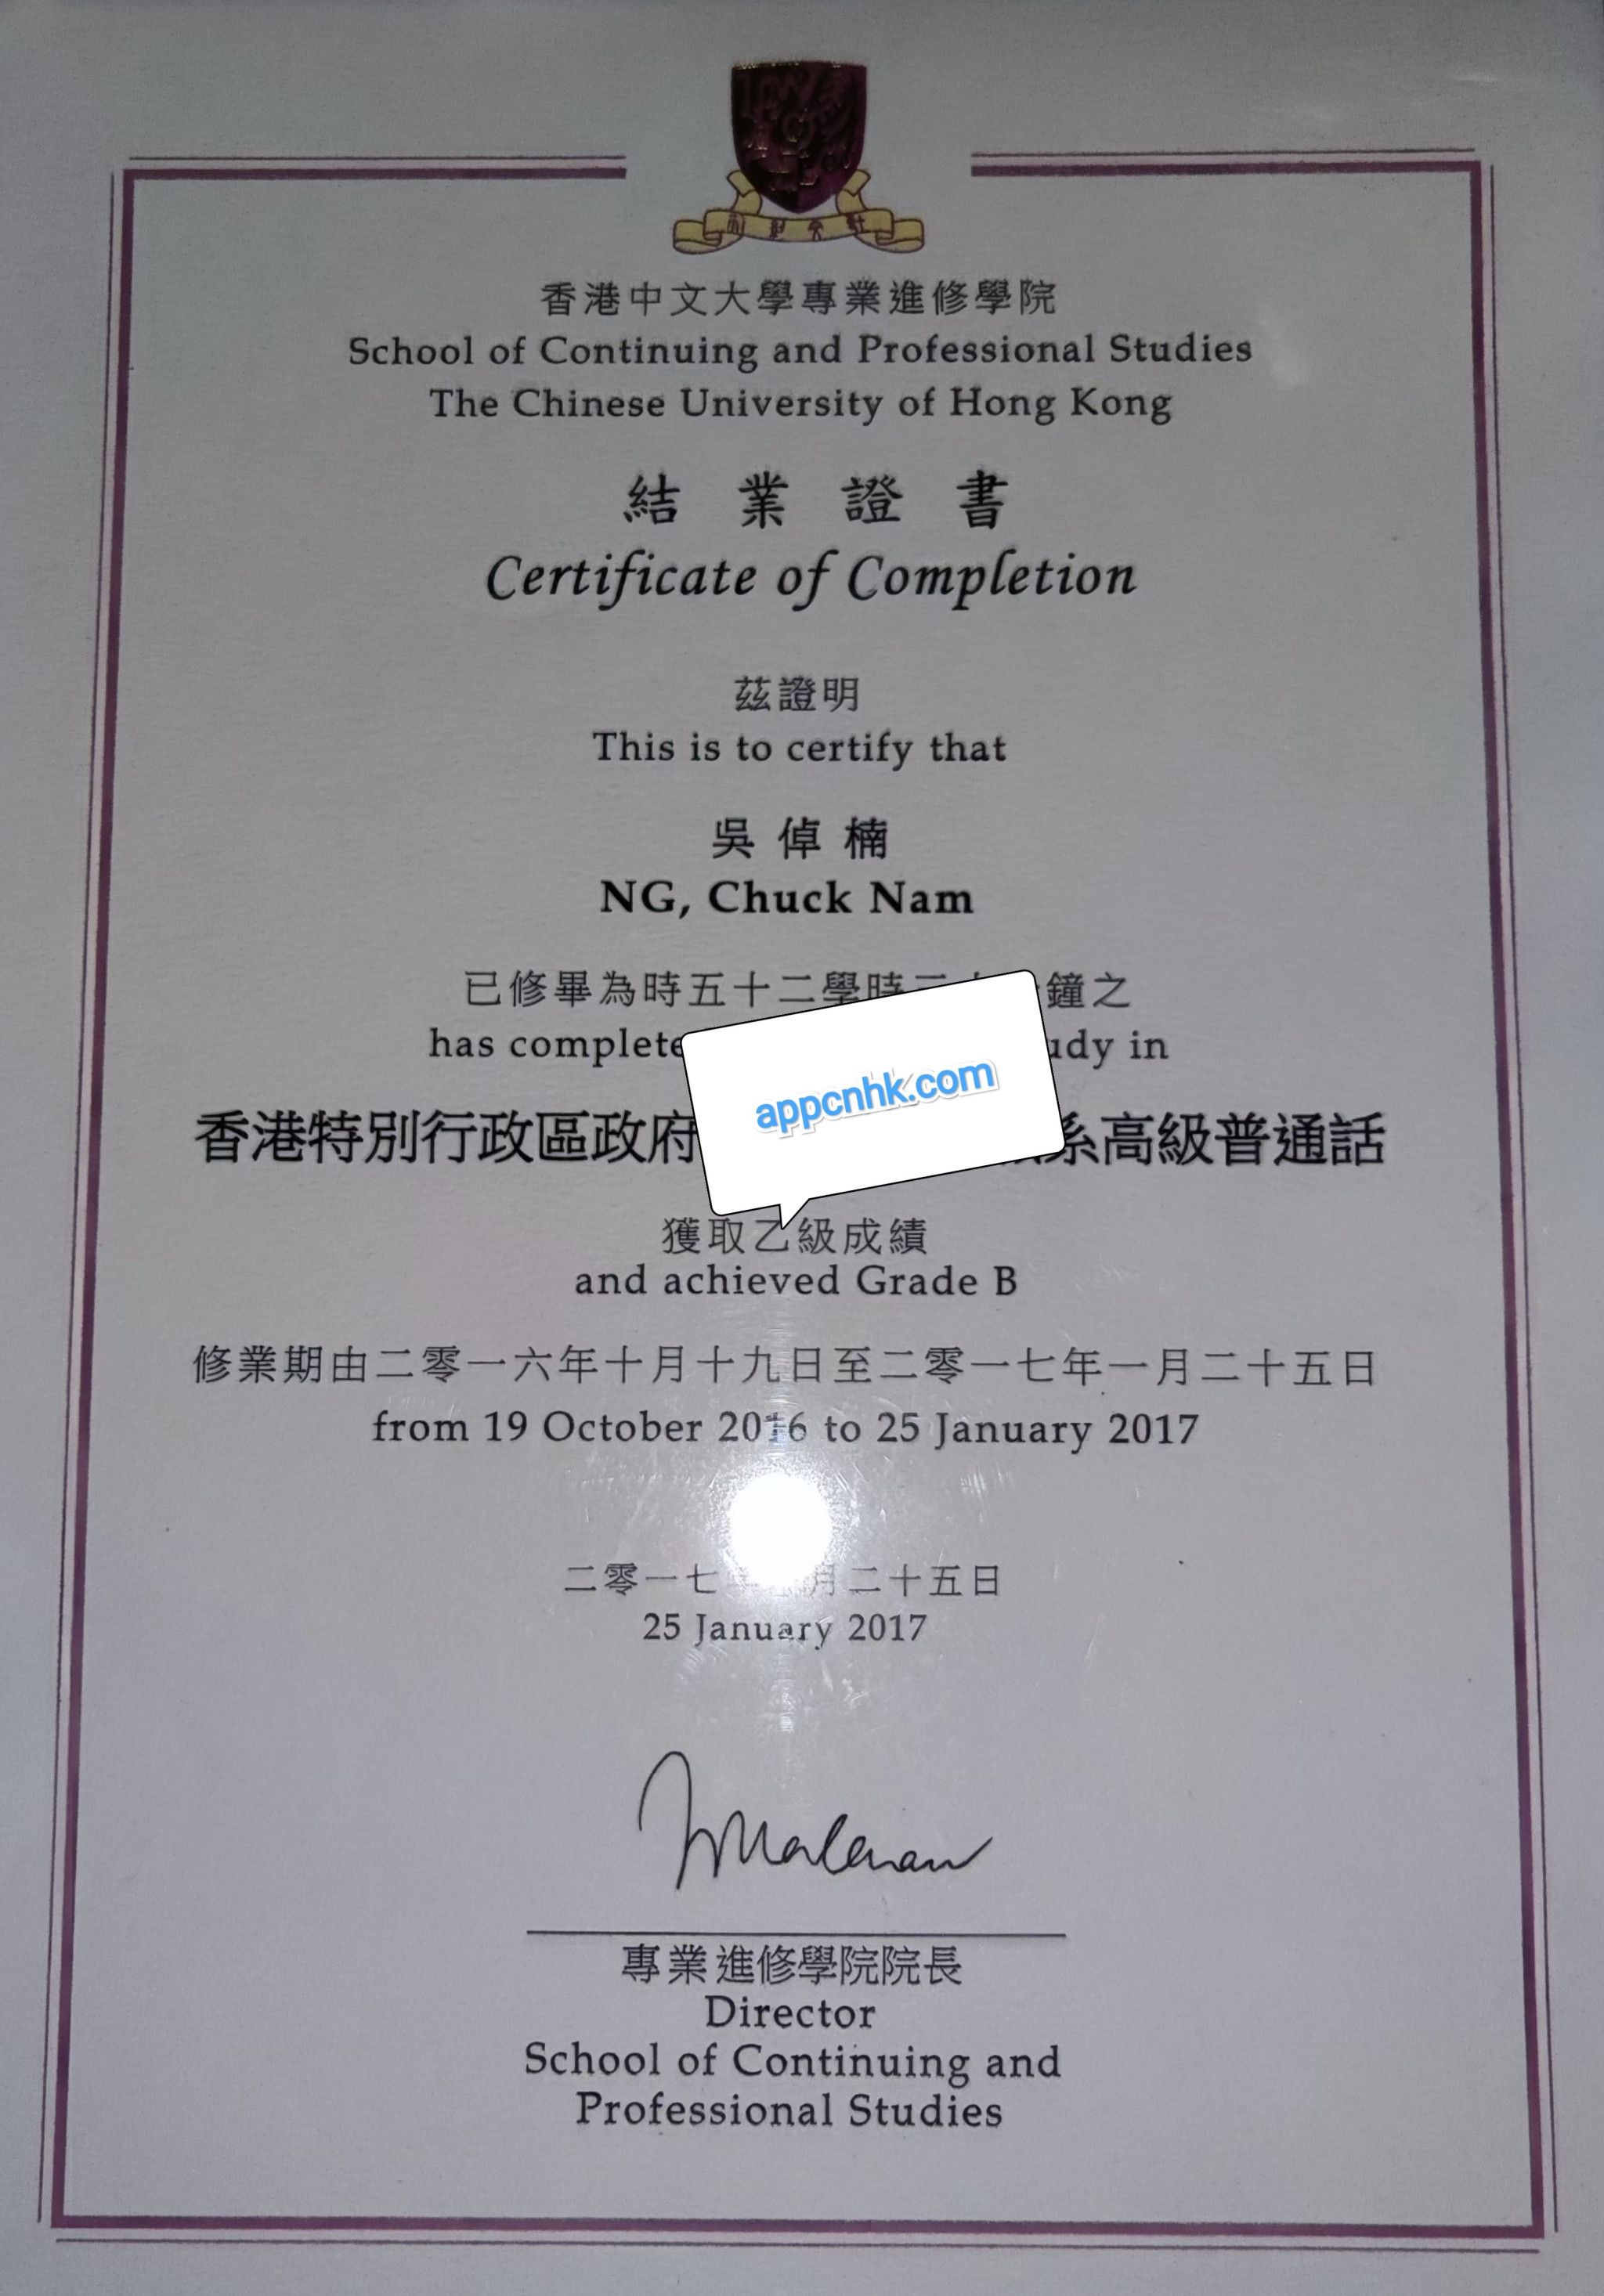 香港中文大學專業進修學院
School of Continuing and Professional Studies
The Chinese University of Hong Kong
結業證書
Certificate of Completion
茲證明
This is to certify that
吳倬楠
NG, Chuck Nam
已修畢為時五十二學時 鐘之
has in
appcnhk.com
香港特別行政區政府 系高級普通話
獲取乙級成績
and achieved Grade B
修業期由二零一六年十月十九日至二零一七年一月二十五日
from 19 October 2016 to 25 January 2017
二零一七 月二十五日
25 January 2017
專業進修學院院長
Director
School of Continuing and
Professional Studies